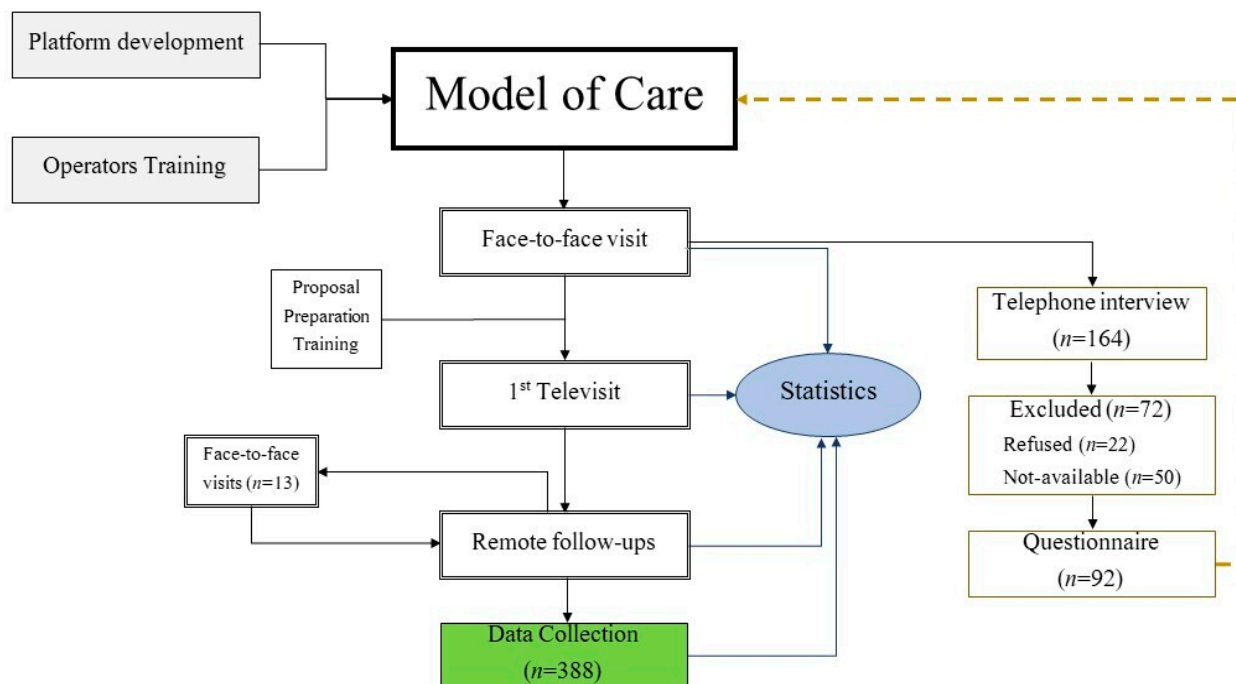 Platform development
Operators Training
Model of Care
Face-to-face visit
Proposal
Preparation
Training
1st Televisit
Face-to-face
visits (n=13)
Remote follow-ups
Data Collection
(n=388)
Statistics
Telephone interview
(n=164)
Excluded (n=72)
Refused (n=22)
Not-available (n=50)
Questionnaire
(n=92)